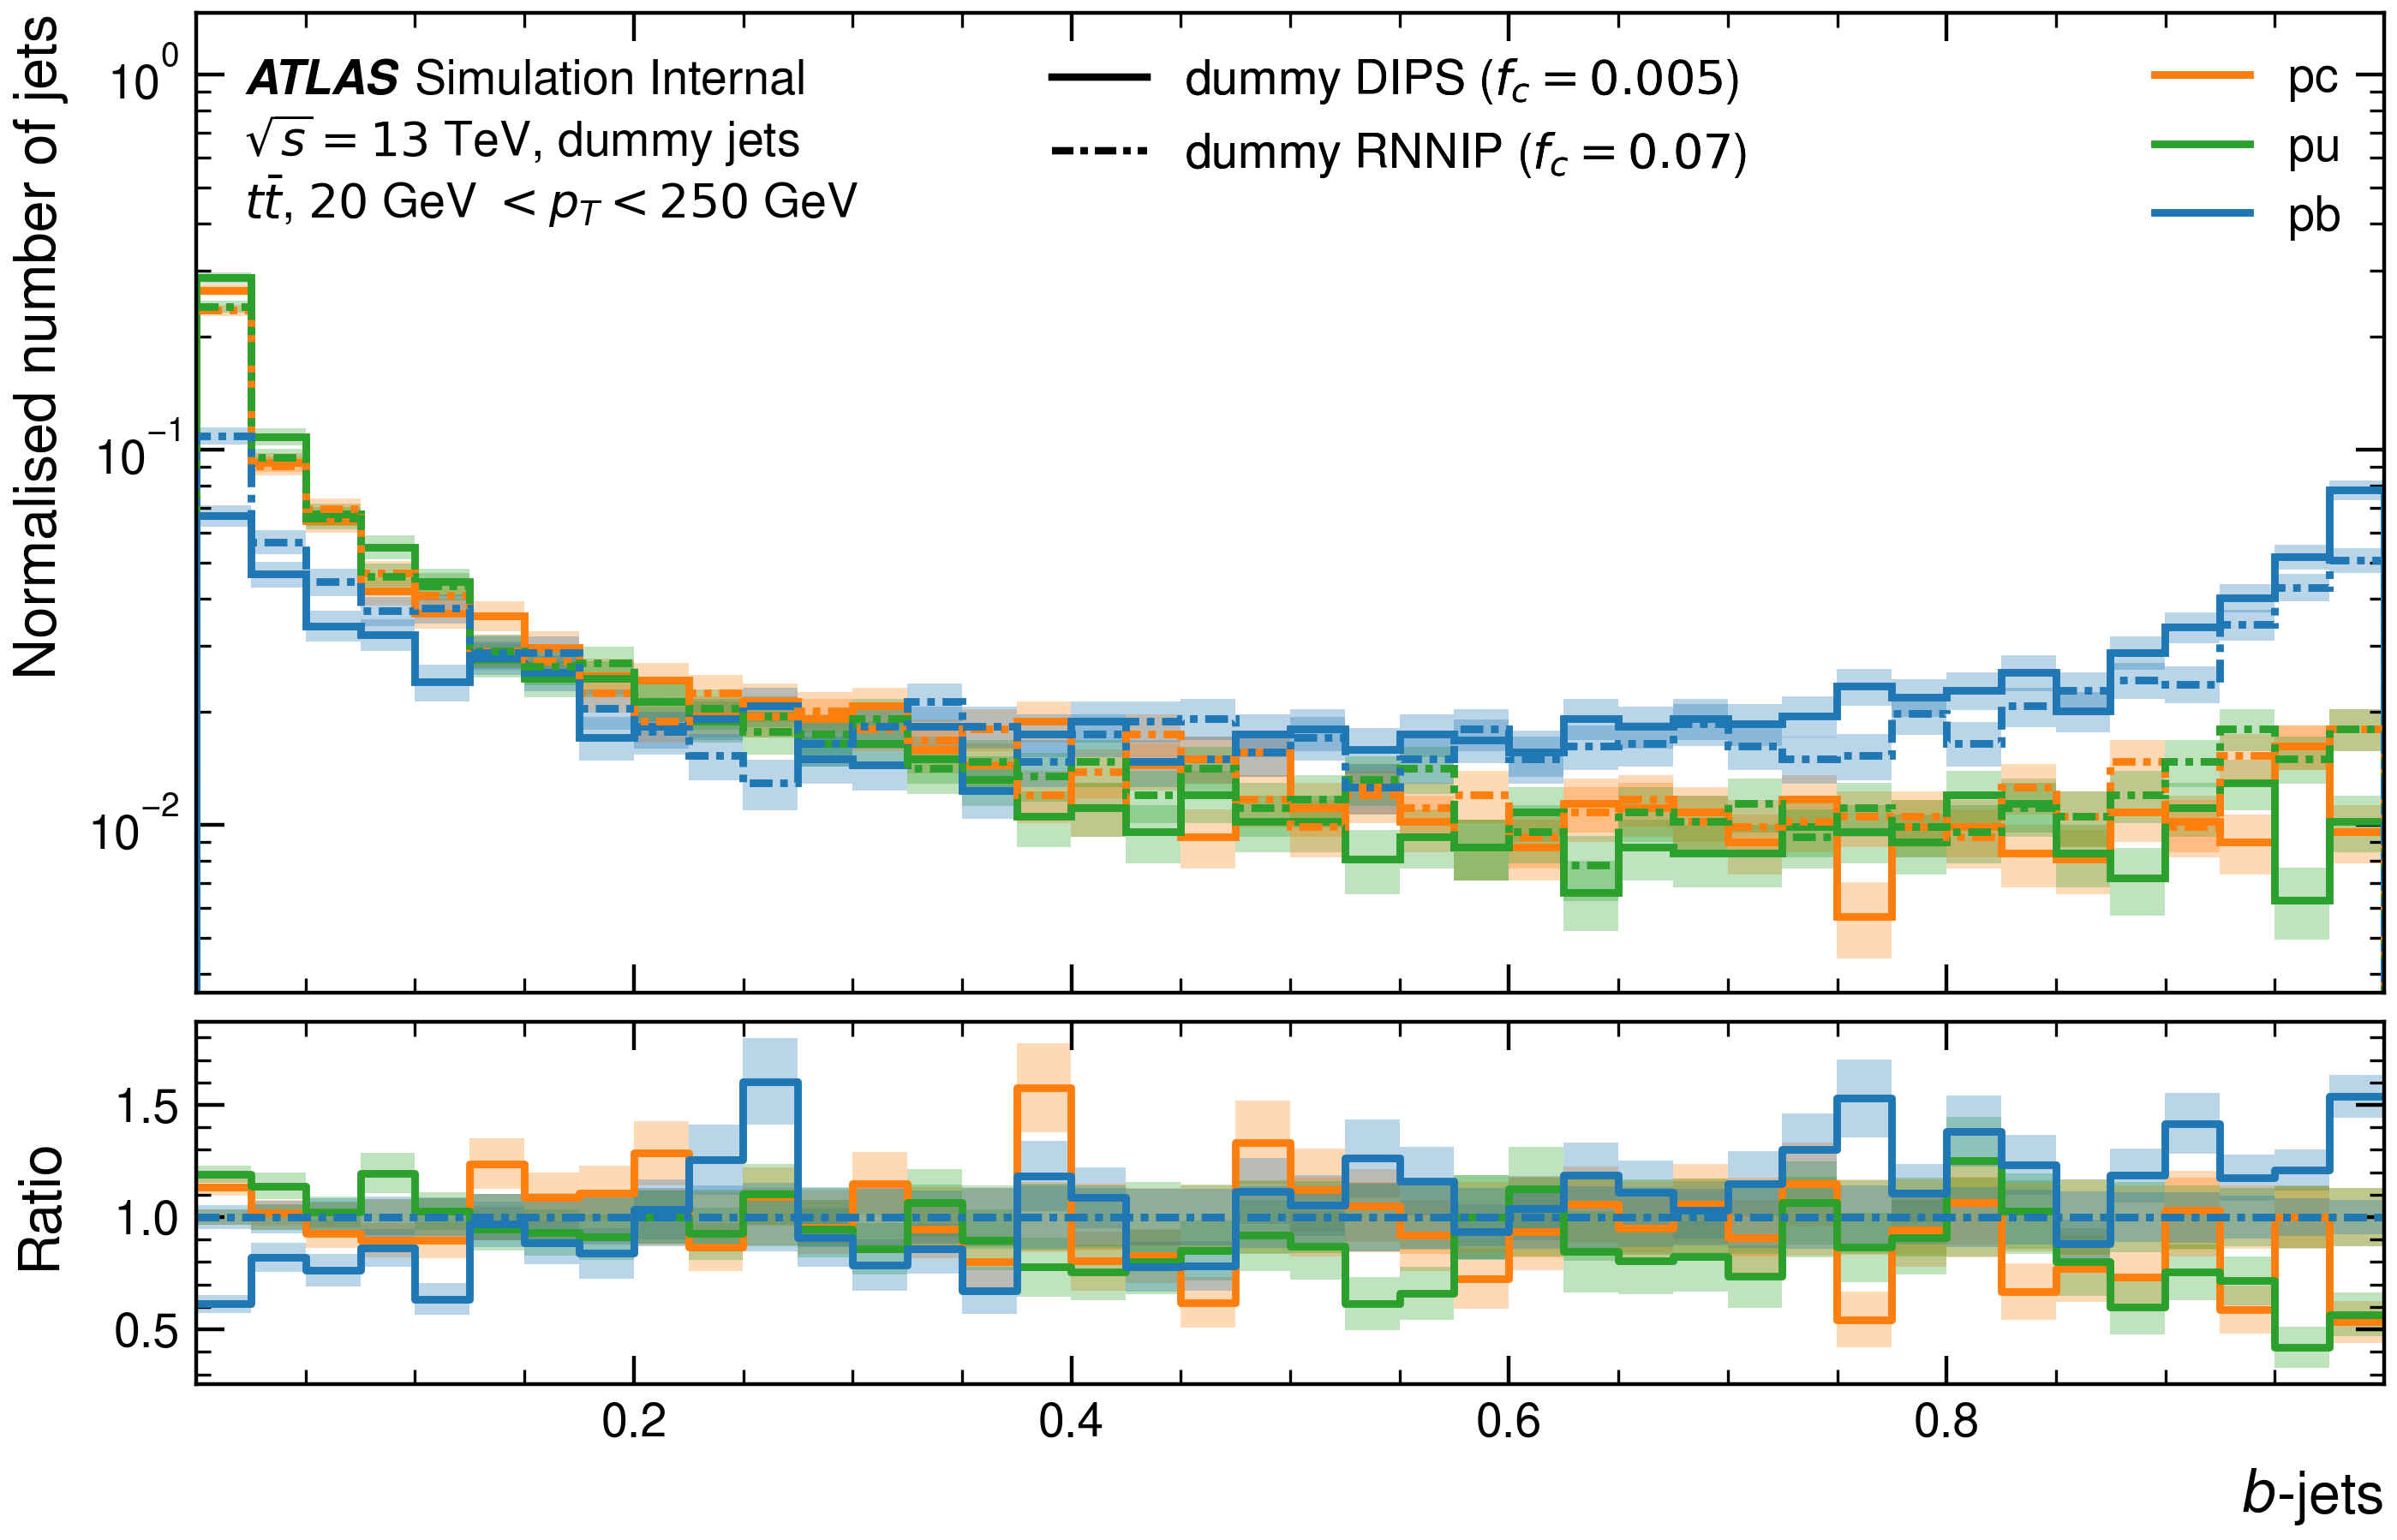 Normalised number of jets
10⁰
10⁻¹
10⁻²
ATLAS Simulation Internal
√s = 13 TeV, dummy jets
tt̄, 20 GeV < p_T < 250 GeV
dummy DIPS (f_c = 0.005)
dummy RNNIP (f_c = 0.07)
pc
pu
pb
Ratio
1.5
1.0
0.5
0.2 0.4 0.6 0.8
b-jets